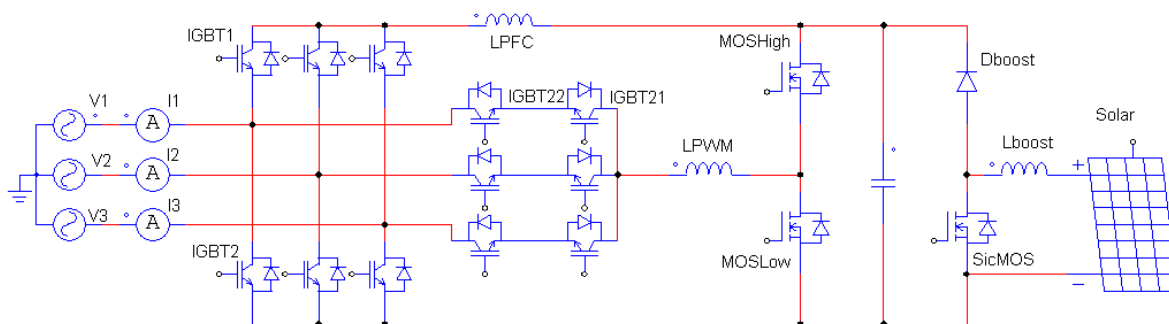 IGBT1
LPFC
MOSHigh
Dboost
IGBT22
IGBT21
Solar
V1
I1
A
LPWM
Lboost
+
V2
I2
A
V3
I3
A
IGBT2
MOSLow
SicMOS
−